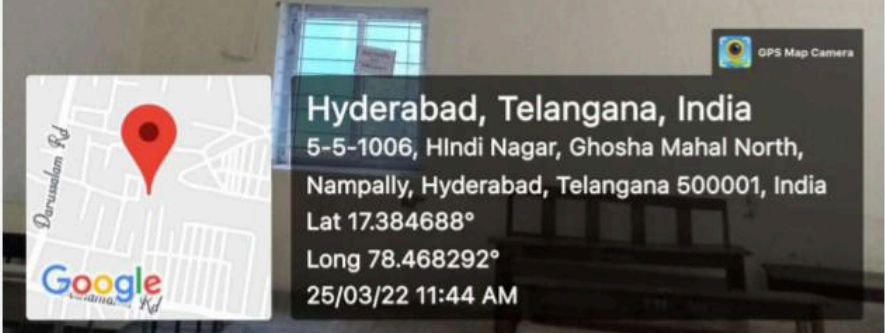 GPS Map Camera
Hyderabad, Telangana, India
5-5-1006, HIndi Nagar, Ghosha Mahal North,
Nampally, Hyderabad, Telangana 500001, India
Lat 17.384688°
Long 78.468292°
25/03/22 11:44 AM
Darussalam Rd
Google
Rd